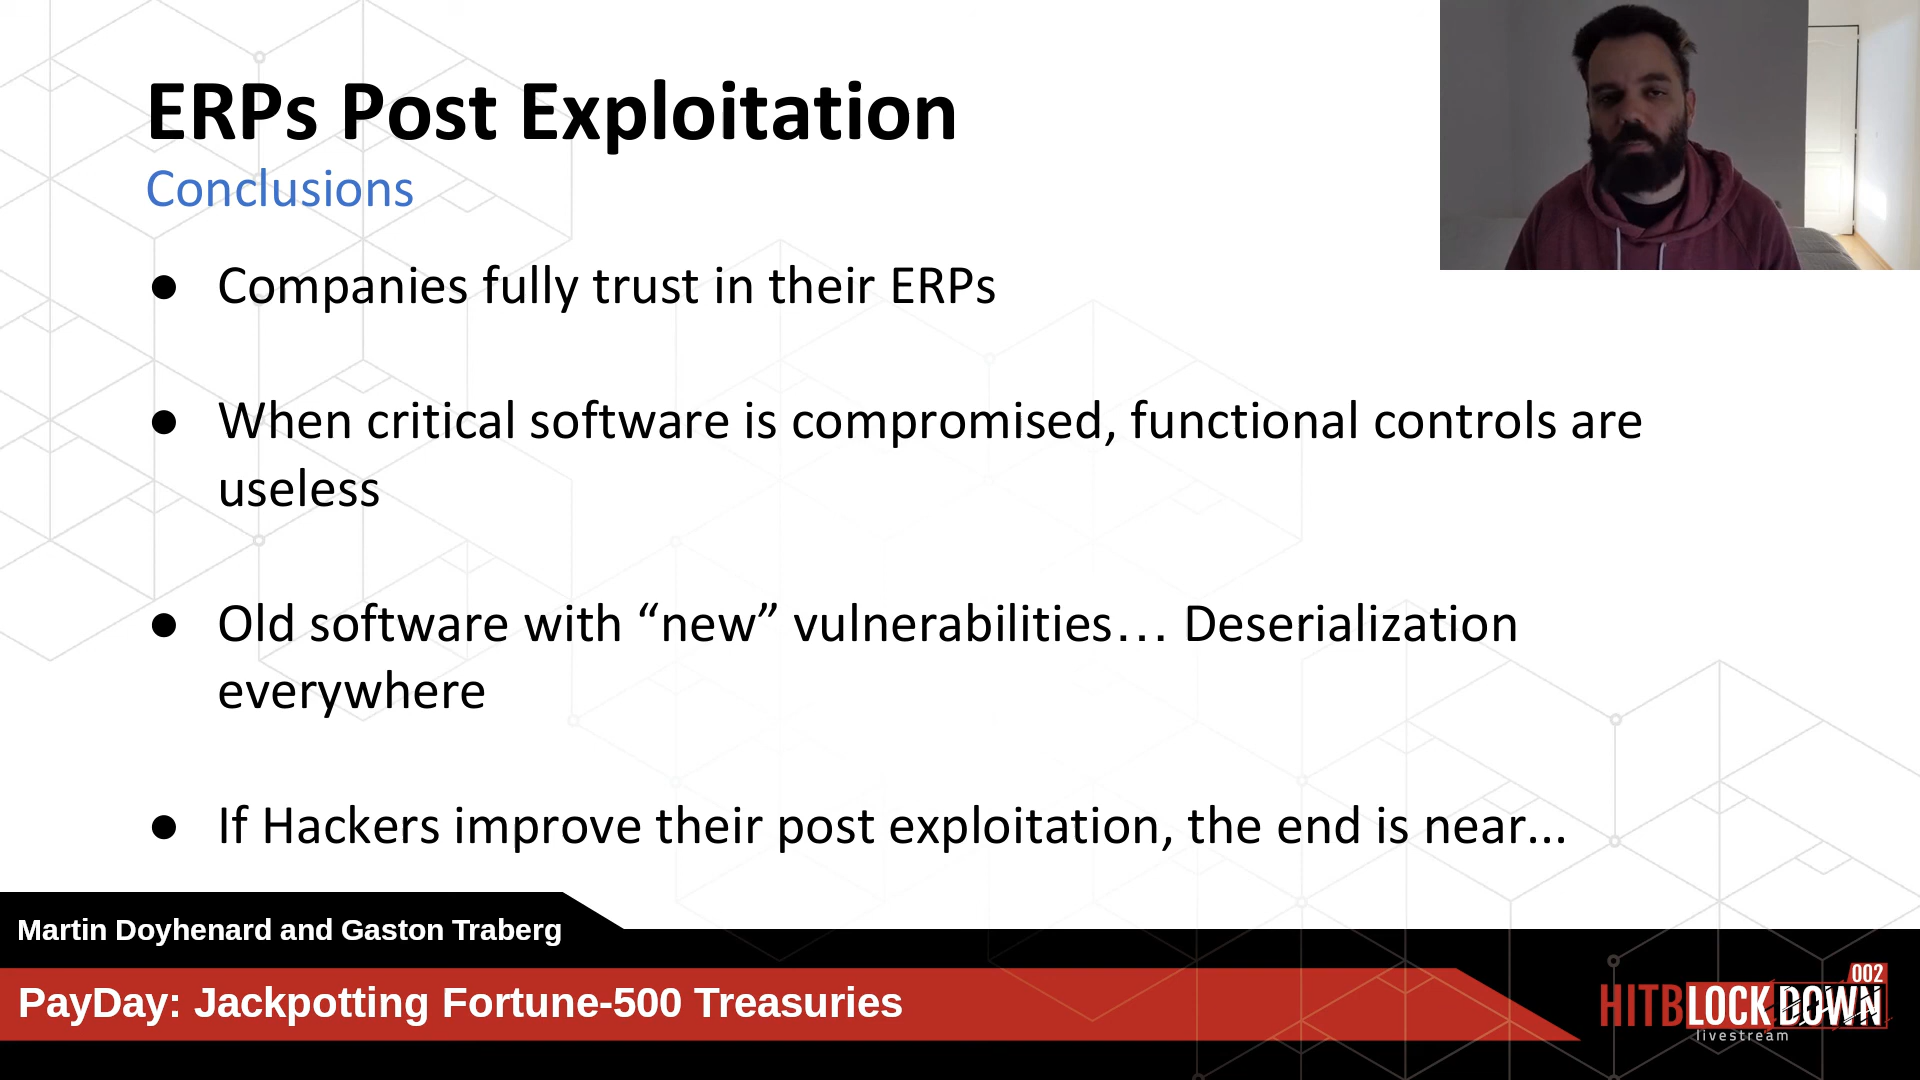 ERPs Post Exploitation
Conclusions
● Companies fully trust in their ERPs
● When critical software is compromised, functional controls are
useless
● Old software with “new” vulnerabilities… Deserialization
everywhere
● If Hackers improve their post exploitation, the end is near...
Martin Doyhenard and Gaston Traberg
PayDay: Jackpotting Fortune-500 Treasuries
002
HITBLOCKDOWN
livestream